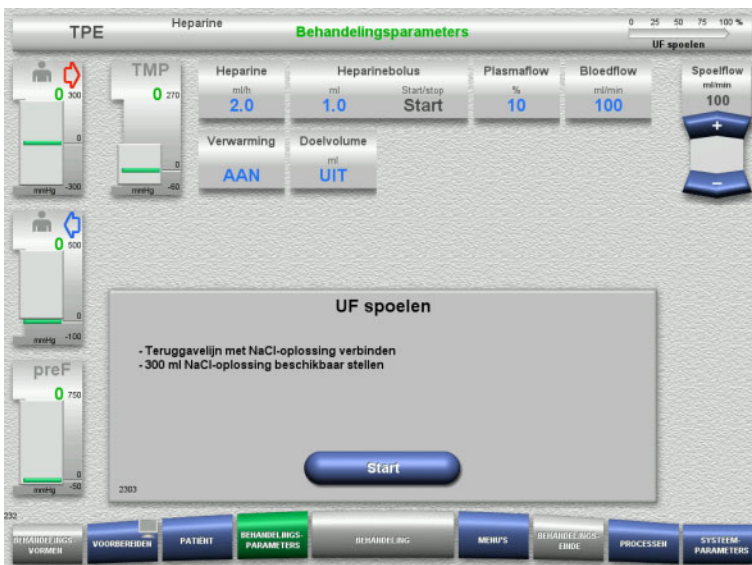 TPE
Heparine
Behandelingsparameters
0 25 50 75 100 %
UF spoelen
0 300
0
mmHg -300
TMP
0 270
0
mmHg -60
Heparine
ml/h
2.0
Heparinebolus
ml Start/stop
1.0 Start
Plasmaflow
%
10
Bloedflow
ml/min
100
Spoelflow
ml/min
100
+
−
Verwarming
AAN
Doelvolume
ml
UIT
0 500
0
mmHg -100
preF
0 750
0
mmHg -50
UF spoelen
- Teruggavelijn met NaCl-oplossing verbinden
- 300 ml NaCl-oplossing beschikbaar stellen
Start
2303
232
BEHANDELINGS-
VORMEN
VOORBEREIDEN
PATIËNT
BEHANDELINGS-
PARAMETERS
BEHANDELING
MENU'S
BEHANDELINGS-
EINDE
PROCESSEN
SYSTEEM-
PARAMETERS